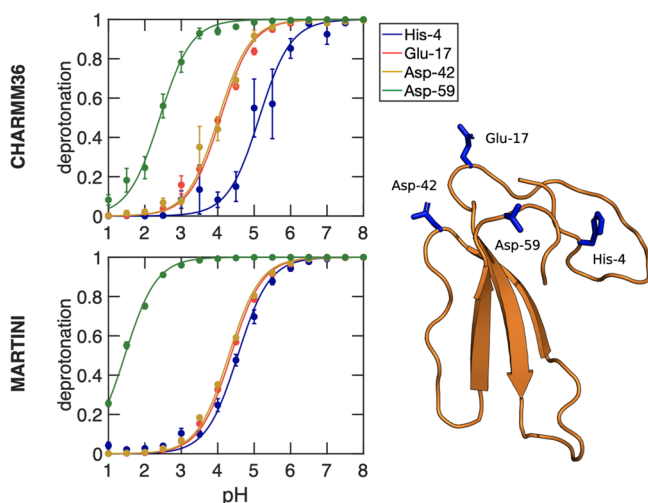 CHARMM36
deprotonation
1
0.8
0.6
0.4
0.2
0
1 2 3 4 5 6 7 8
His-4
Glu-17
Asp-42
Asp-59
MARTINI
deprotonation
1
0.8
0.6
0.4
0.2
0
1 2 3 4 5 6 7 8
pH
Glu-17
Asp-42
Asp-59
His-4